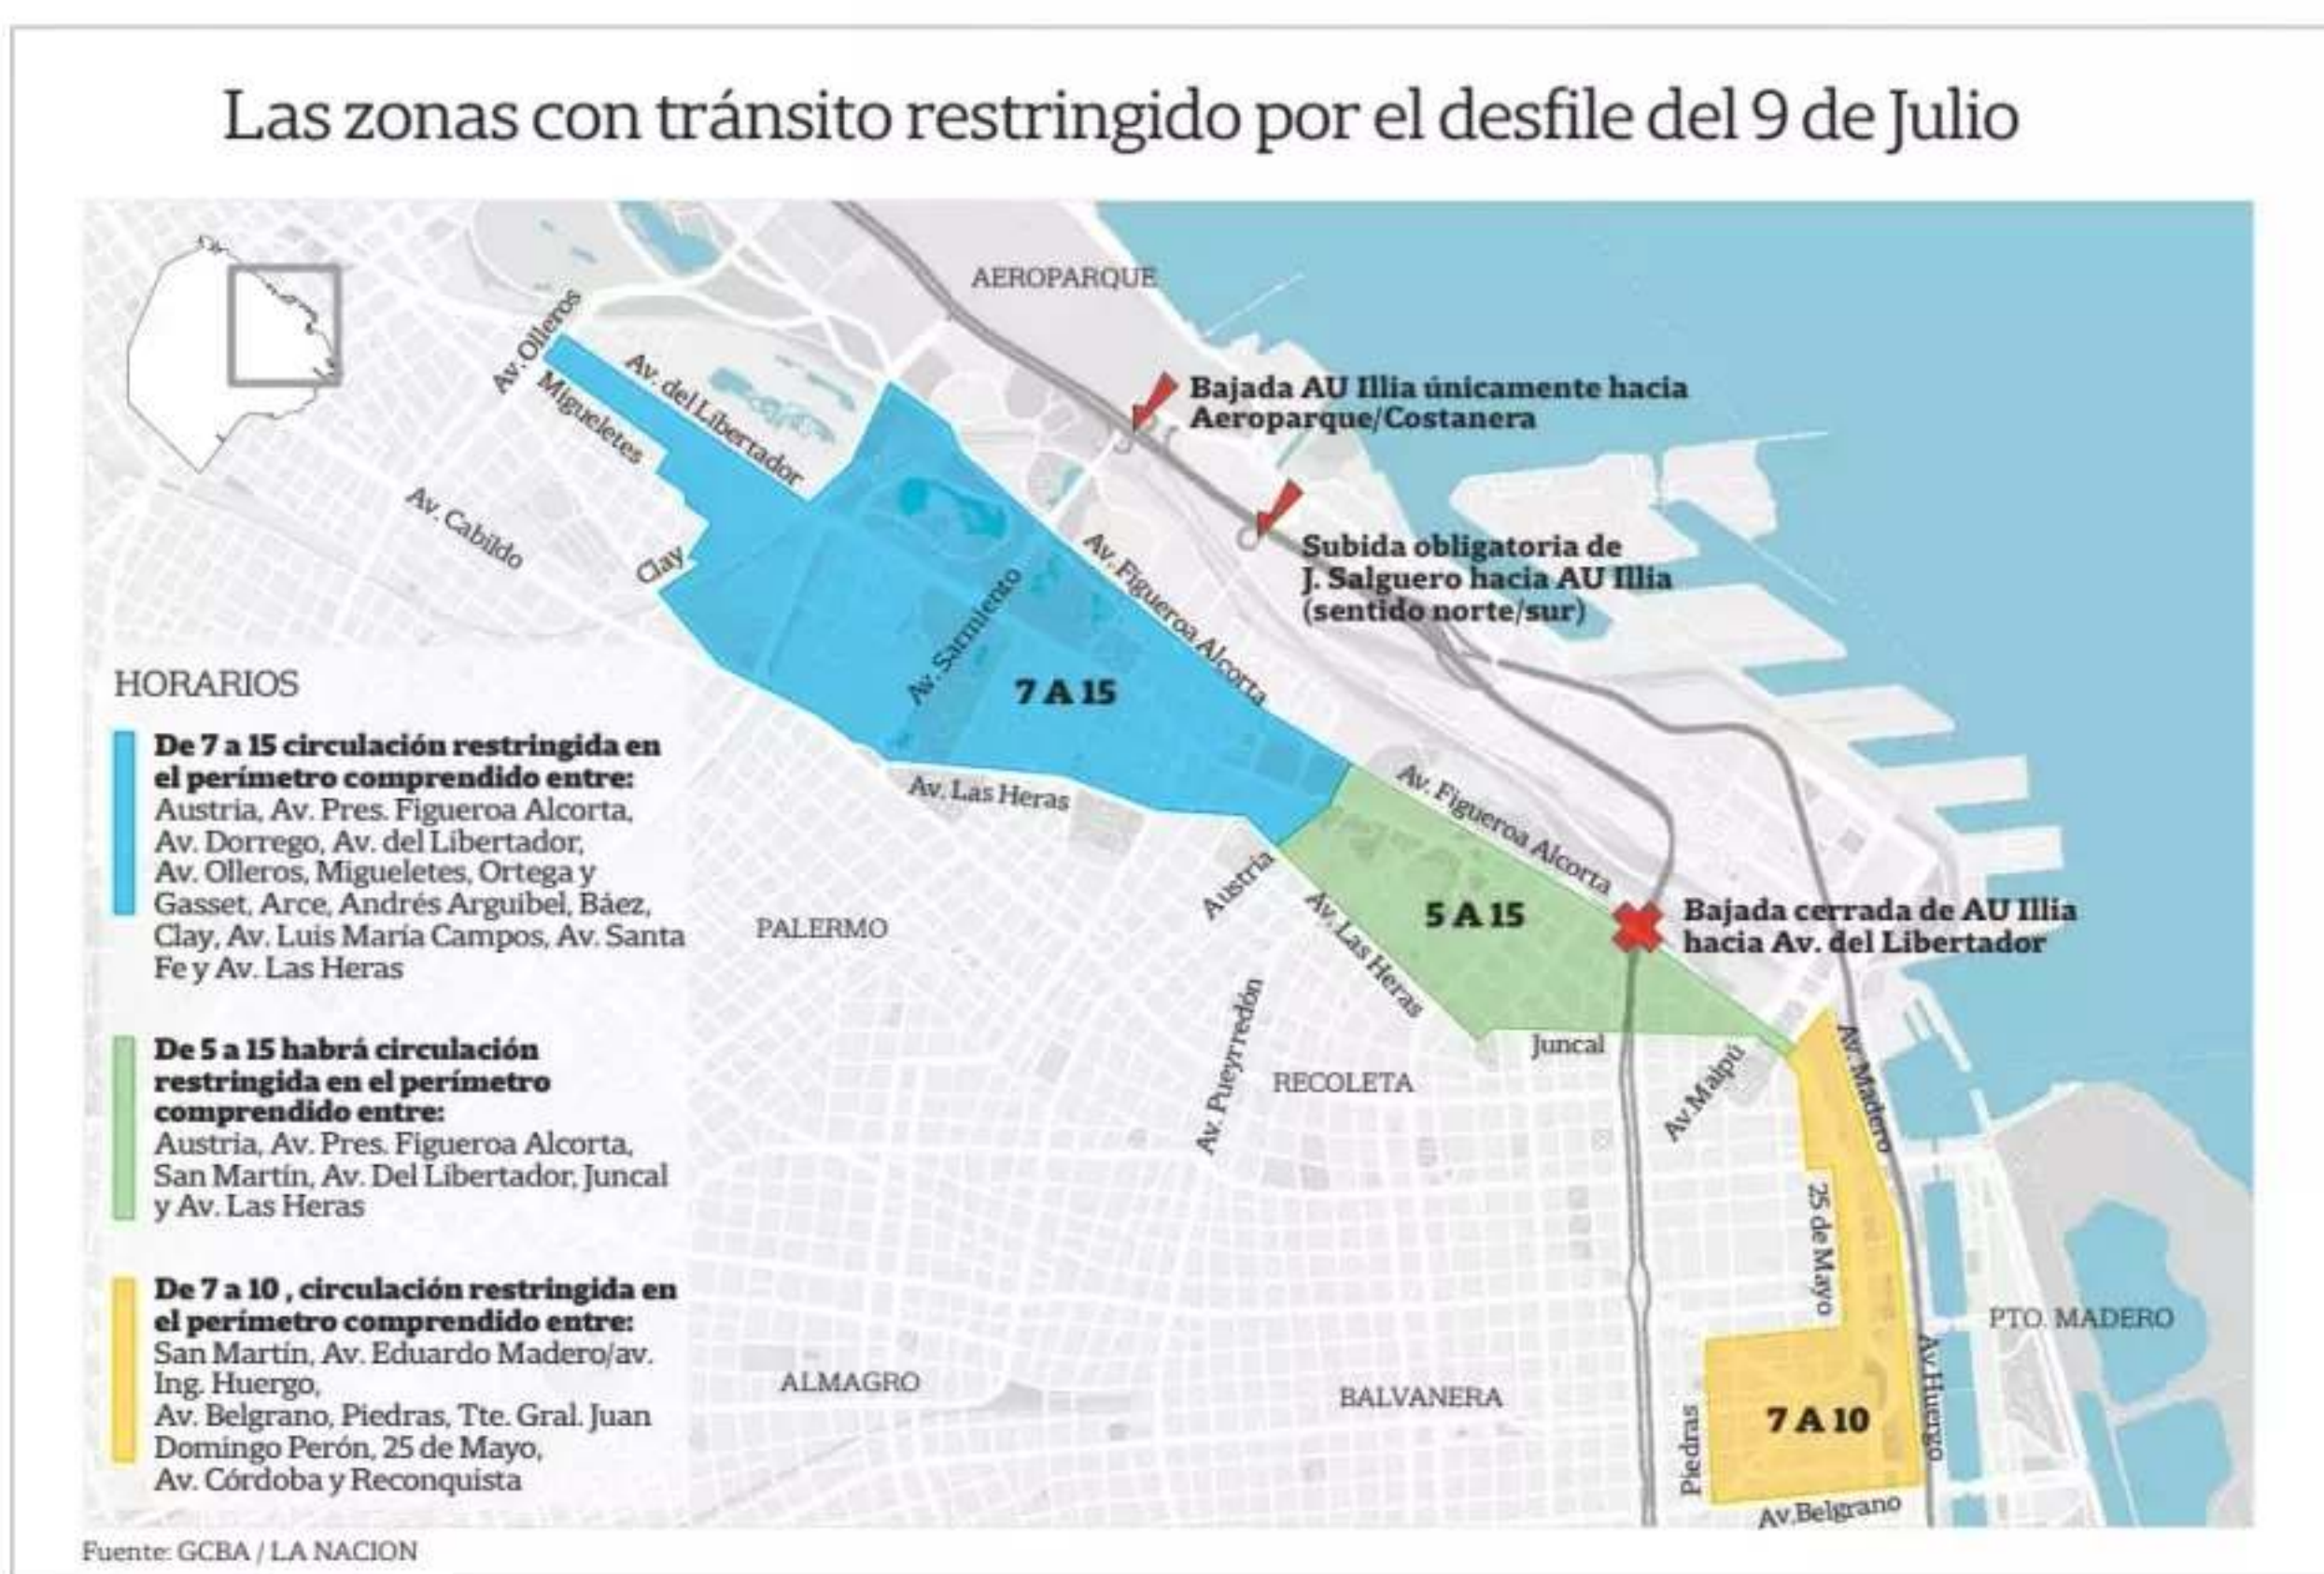 Las zonas con tránsito restringido por el desfile del 9 de Julio
AEROPARQUE
Av. Olleros
Migueletes
Av. del Libertador
Av. Cabildo
Clay
Bajada AU Illia únicamente hacia
Aeroparque/Costanera
Subida obligatoria de
J. Salguero hacia AU Illia
(sentido norte/sur)
Av. Sarmiento
Av. Figueroa Alcorta
7 A 15
Av. Las Heras
HORARIOS
De 7 a 15 circulación restringida en
el perímetro comprendido entre:
Austria, Av. Pres. Figueroa Alcorta,
Av. Dorrego, Av. del Libertador,
Av. Olleros, Migueletes, Ortega y
Gasset, Arce, Andrés Arguibel, Báez,
Clay, Av. Luis María Campos, Av. Santa
Fe y Av. Las Heras
De 5 a 15 habrá circulación
restringida en el perímetro
comprendido entre:
Austria, Av. Pres. Figueroa Alcorta,
San Martín, Av. Del Libertador, Juncal
y Av. Las Heras
De 7 a 10 , circulación restringida en
el perímetro comprendido entre:
San Martín, Av. Eduardo Madero/av.
Ing. Huergo,
Av. Belgrano, Piedras, Tte. Gral. Juan
Domingo Perón, 25 de Mayo,
Av. Córdoba y Reconquista
PALERMO
Austria
Av. Figueroa Alcorta
5 A 15
Av. Las Heras
Bajada cerrada de AU Illia
hacia Av. del Libertador
Av. Pueyrredón
RECOLETA
Juncal
Av.Maipú
Av. Madero
25 de Mayo
PTO. MADERO
ALMAGRO
BALVANERA
Piedras
7 A 10
Av.Huergo
Av.Belgrano
Fuente: GCBA / LA NACION